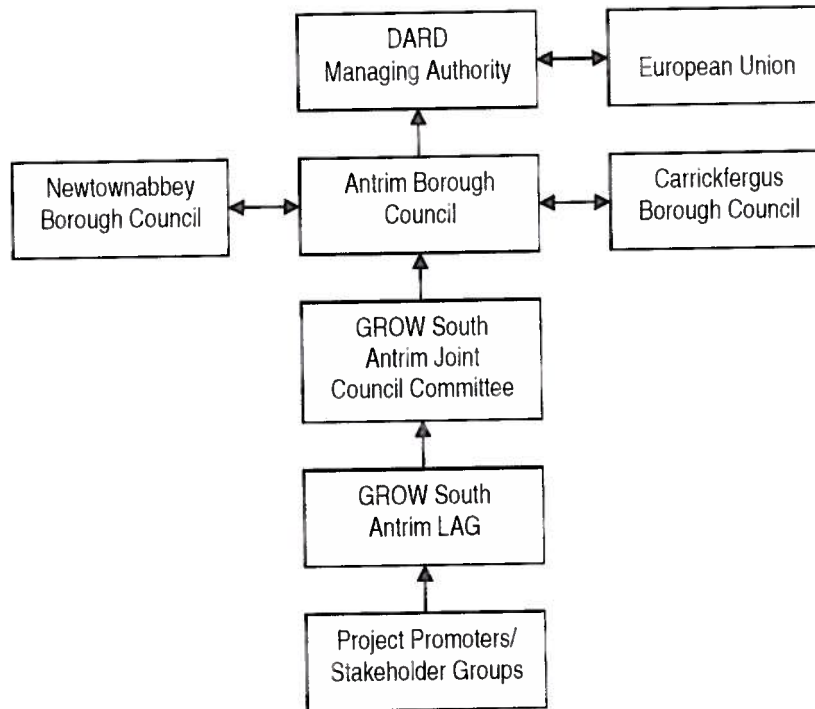 DARD
Managing Authority
European Union
Newtownabbey
Borough Council
Antrim Borough
Council
Carrickfergus
Borough Council
GROW South
Antrim Joint
Council Committee
GROW South
Antrim LAG
Project Promoters/
Stakeholder Groups